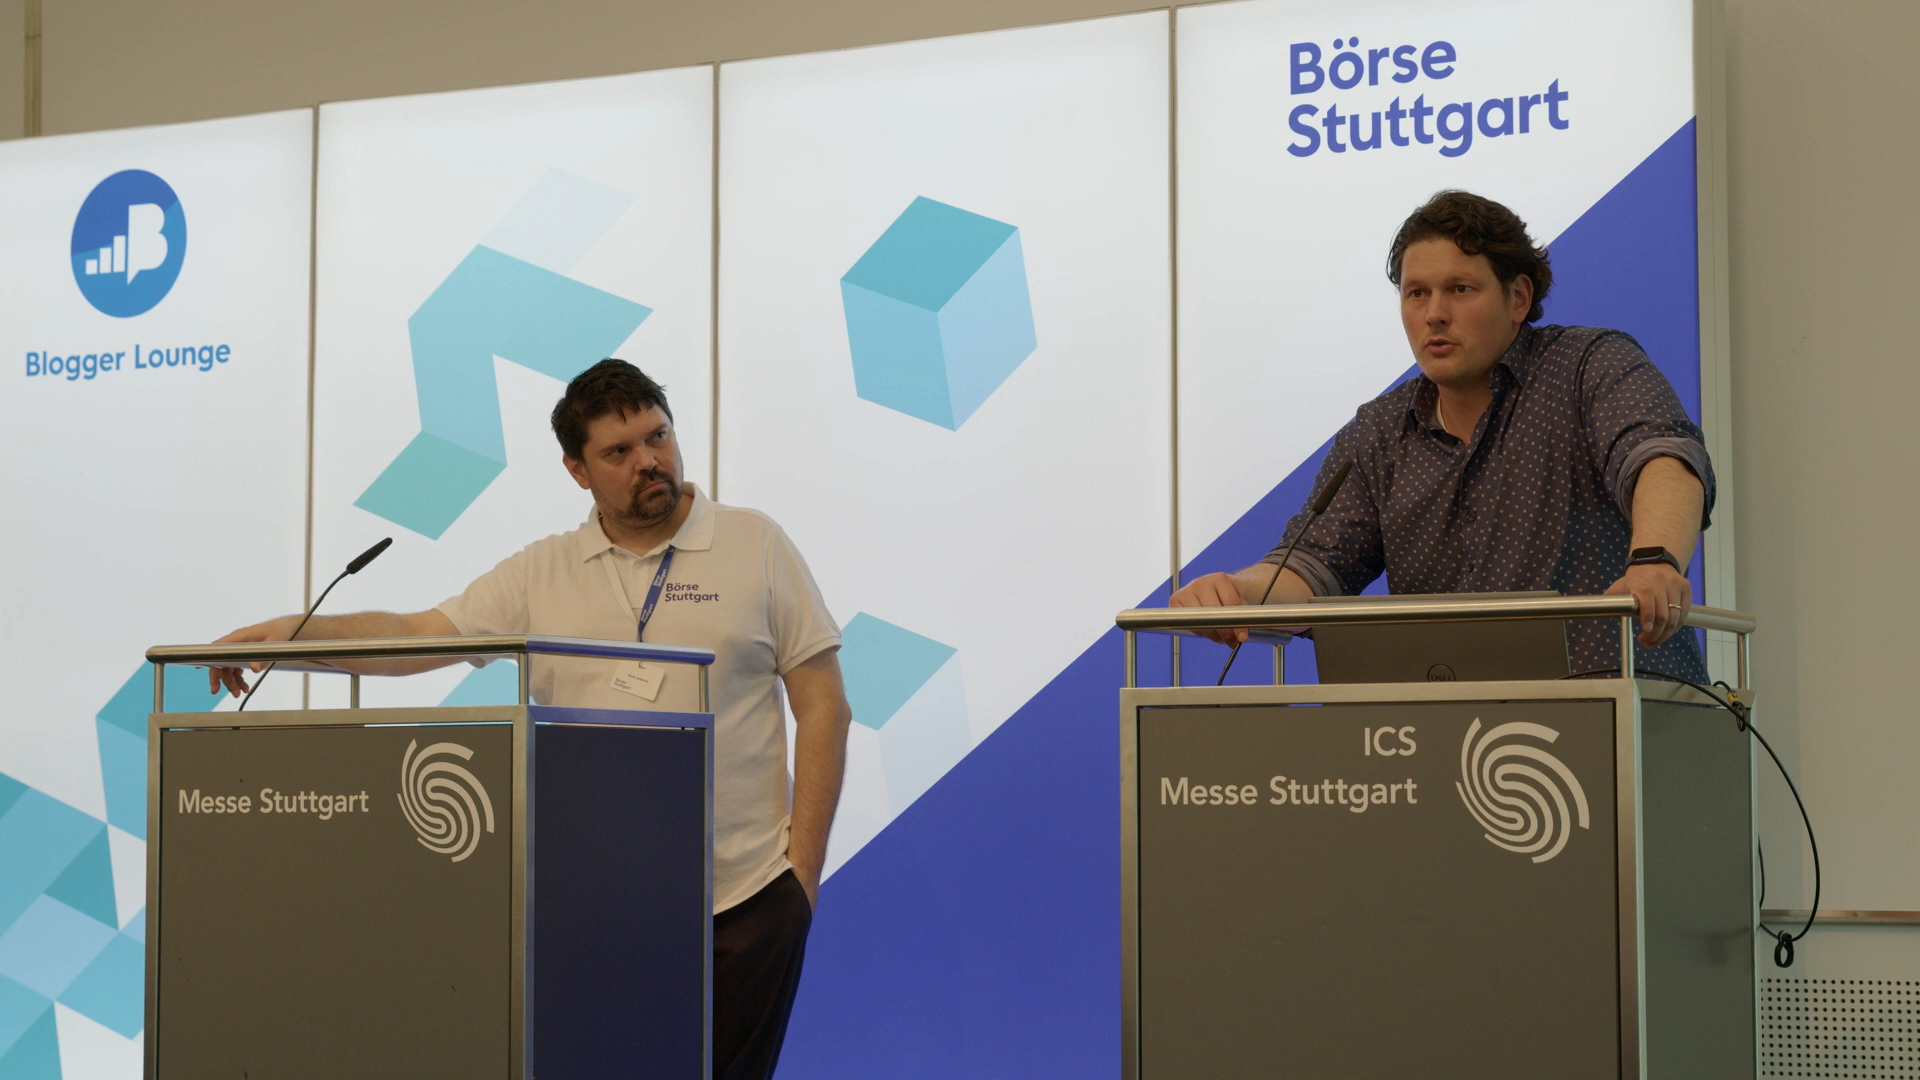 Börse
Stuttgart
Blogger Lounge
Börse
Stuttgart
ICS
Messe Stuttgart
Messe Stuttgart